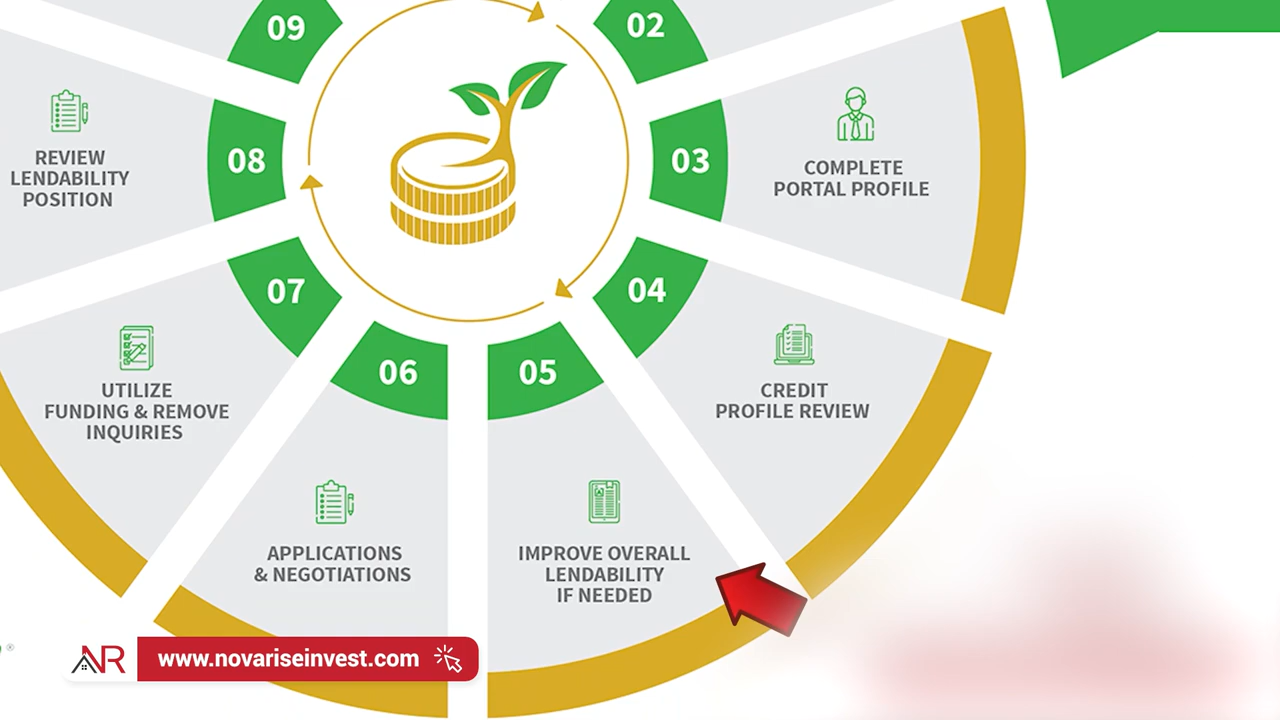 09
02
REVIEW
LENDABILITY
POSITION
08
03
COMPLETE
PORTAL PROFILE
07
04
UTILIZE
FUNDING & REMOVE
INQUIRIES
06
05
CREDIT
PROFILE REVIEW
APPLICATIONS
& NEGOTIATIONS
IMPROVE OVERALL
LENDABILITY
IF NEEDED
®
NR
www.novariseinvest.com